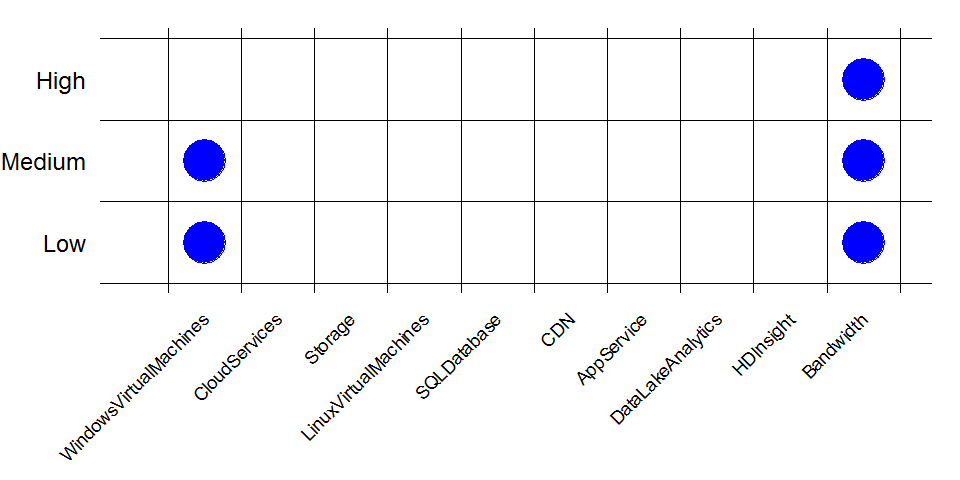 High
Medium
Low
WindowsVirtualMachines
CloudServices
Storage
LinuxVirtualMachines
SQLDatabase
CDN
AppService
DataLakeAnalytics
HDInsight
Bandwidth